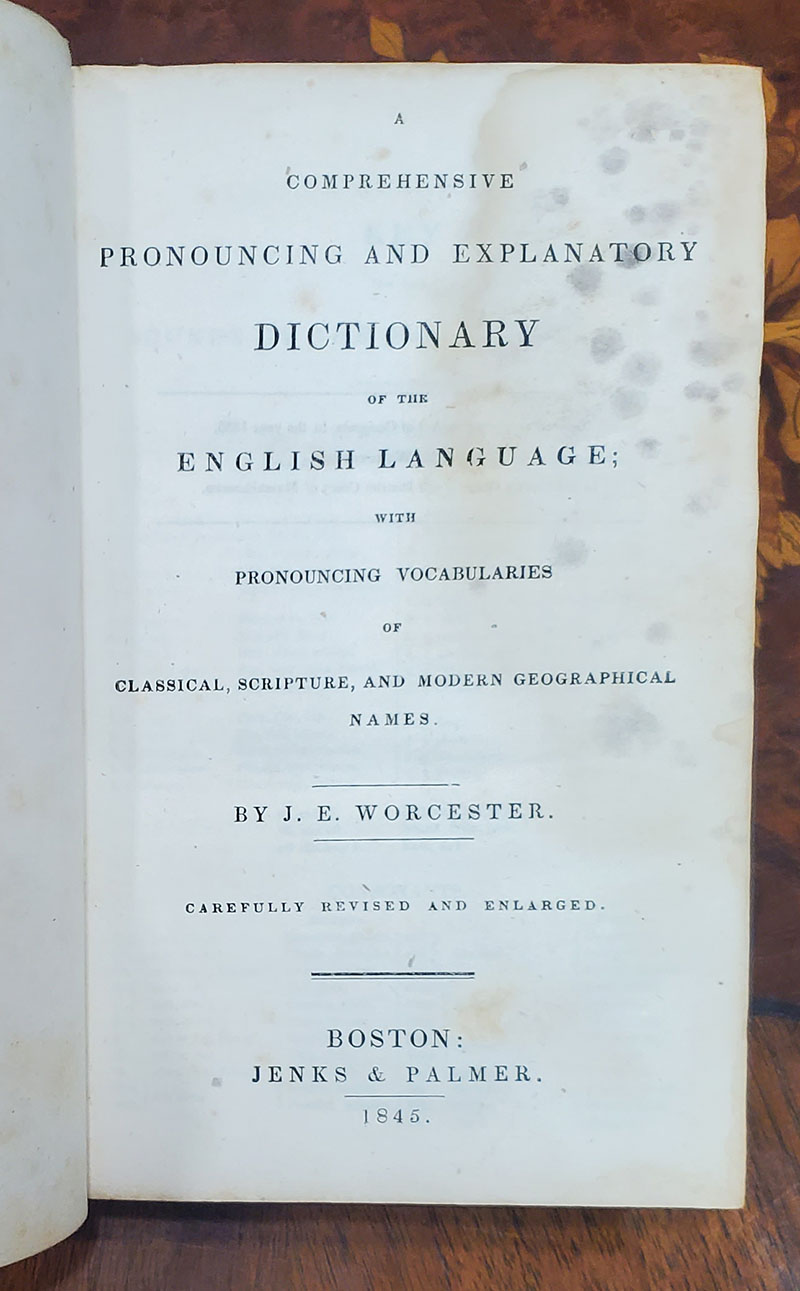 A
COMPREHENSIVE
PRONOUNCING AND EXPLANATORY
DICTIONARY
OF THE
ENGLISH LANGUAGE;
WITH
PRONOUNCING VOCABULARIES
OF
CLASSICAL, SCRIPTURE, AND MODERN GEOGRAPHICAL
NAMES.
BY J. E. WORCESTER.
CAREFULLY REVISED AND ENLARGED.
BOSTON:
JENKS & PALMER.
1845.